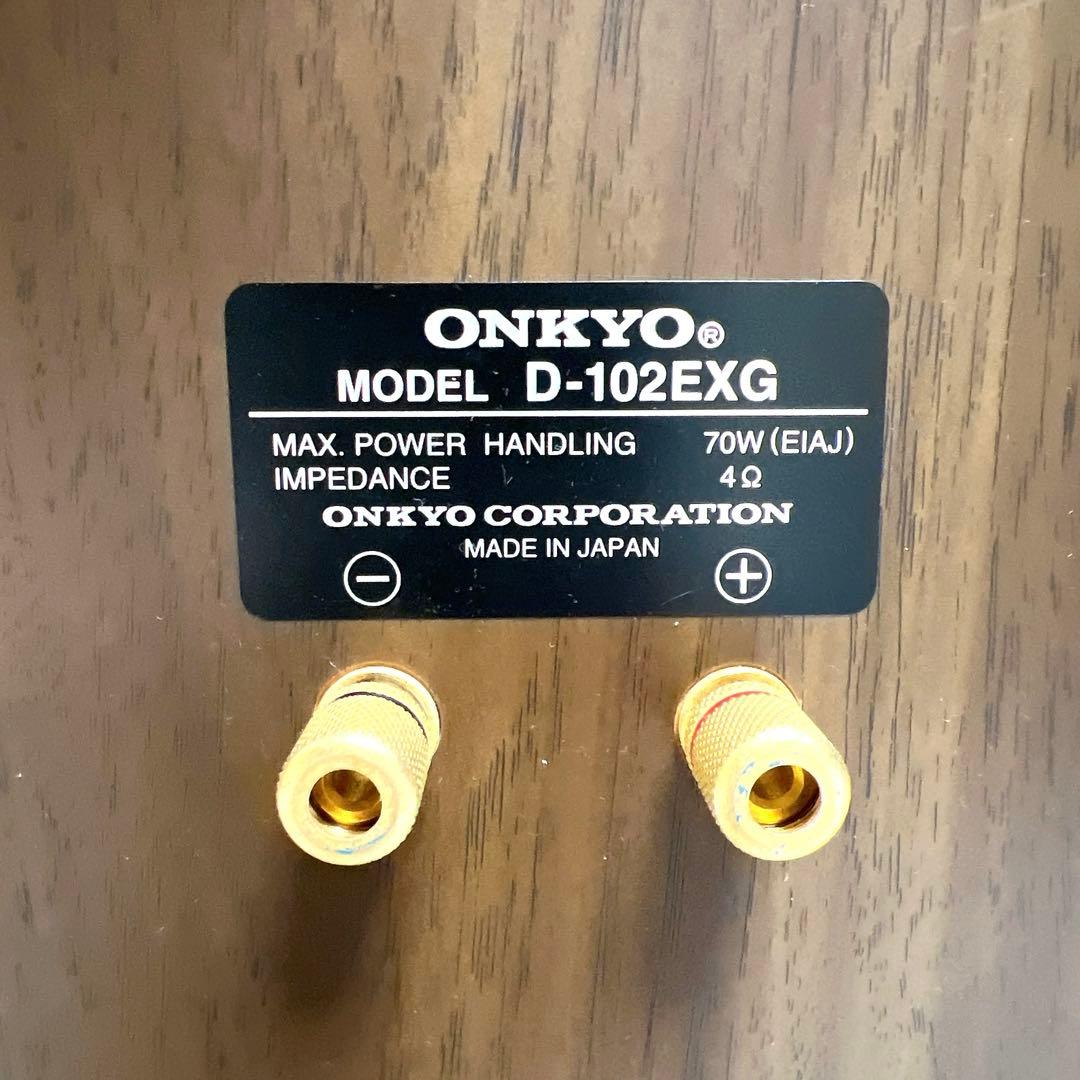 ONKYO®
MODEL D-102EXG
MAX. POWER HANDLING 70W(EIAJ)
IMPEDANCE 4Ω
ONKYO CORPORATION
MADE IN JAPAN
⊖ ⊕